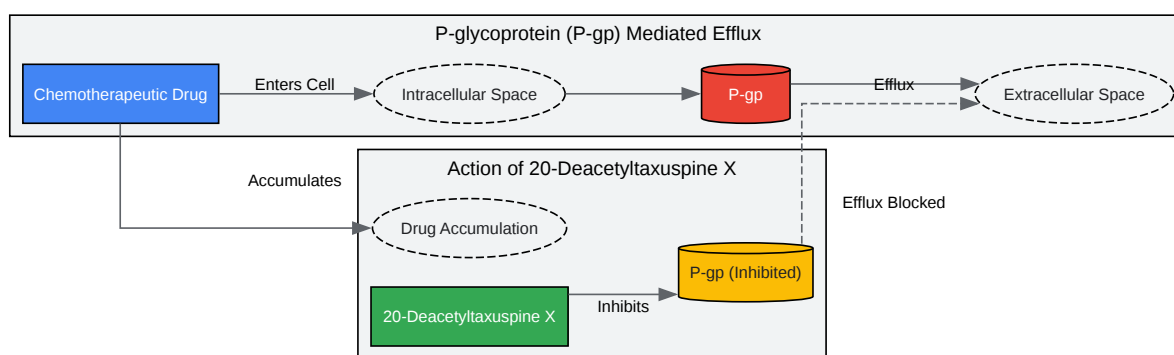 P-glycoprotein (P-gp) Mediated Efflux
Chemotherapeutic Drug
Enters Cell
Intracellular Space
P-gp
Efflux
Extracellular Space
Action of 20-Deacetyltaxuspine X
Accumulates
Drug Accumulation
Efflux Blocked
P-gp (Inhibited)
20-Deacetyltaxuspine X
Inhibits